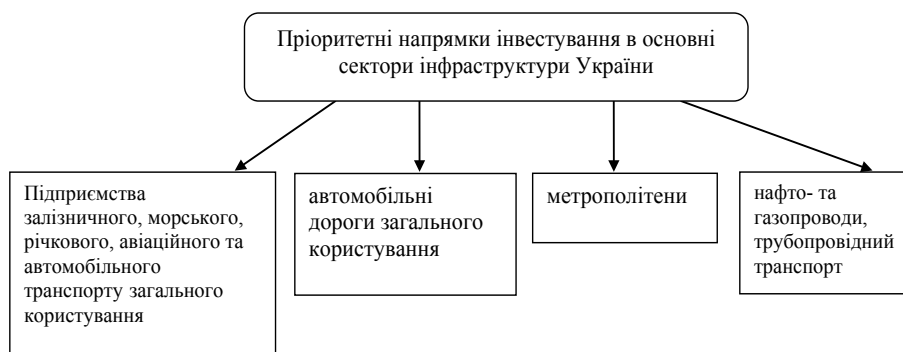 Пріоритетні напрямки інвестування в основні
сектори інфраструктури України
Підприємства
залізничного, морського,
річкового, авіаційного та
автомобільного
транспорту загального
користування
автомобільні
дороги загального
користування
метрополітени
нафто- та
газопроводи,
трубопровідний
транспорт